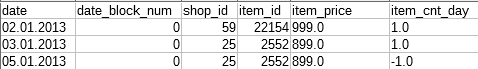 date date_block_num shop_id item_id item_price item_cnt_day
02.01.2013 0 59 22154 999.0 1.0
03.01.2013 0 25 2552 899.0 1.0
05.01.2013 0 25 2552 899.0 -1.0